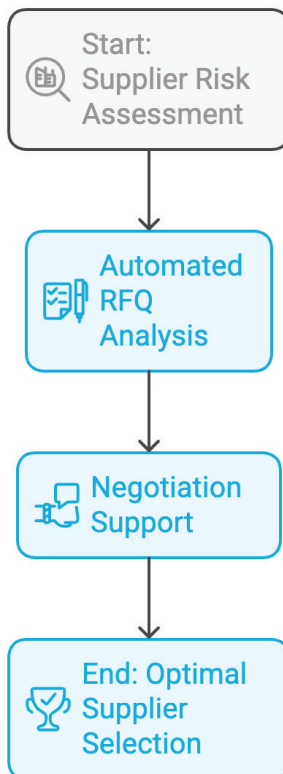 Start:
Supplier Risk
Assessment
Automated
RFQ
Analysis
Negotiation
Support
End: Optimal
Supplier
Selection